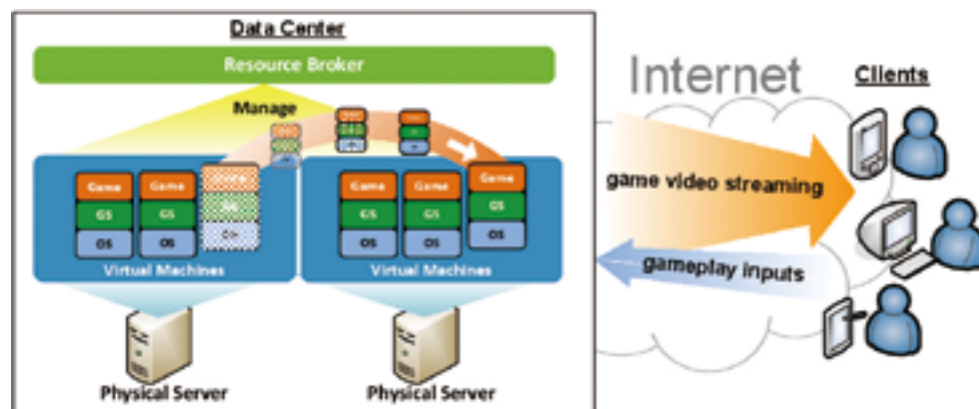 Data Center
Resource Broker
Internet
Clients
Manage
Game Game
GS GS
OS OS
Virtual Machines
Game Game Game
GS GS GS
OS OS OS
Virtual Machines
game video streaming
gameplay inputs
Physical Server
Physical Server